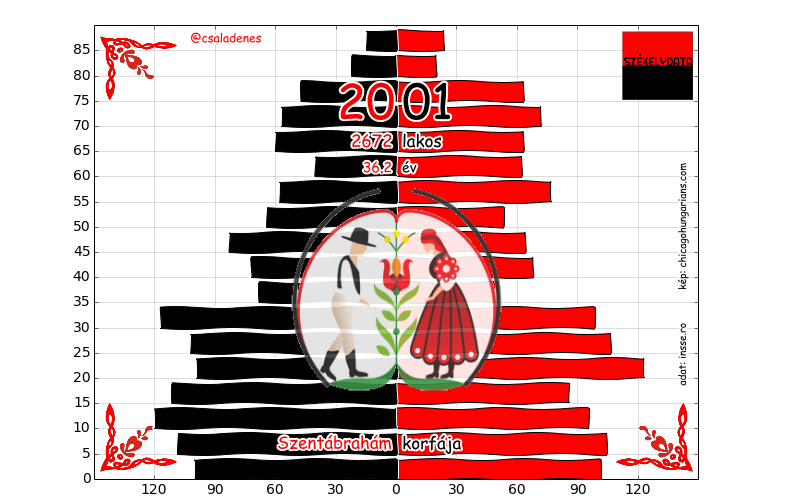 @csaladenes
SZÉKELYDATA
2001
2672 lakos
36.2 év
kép: chicagohungarians.com
adat: insse.ro
Szentábrahám korfája
85
80
75
70
65
60
55
50
45
40
35
30
25
20
15
10
5
0
120 90 60 30 0 30 60 90 120